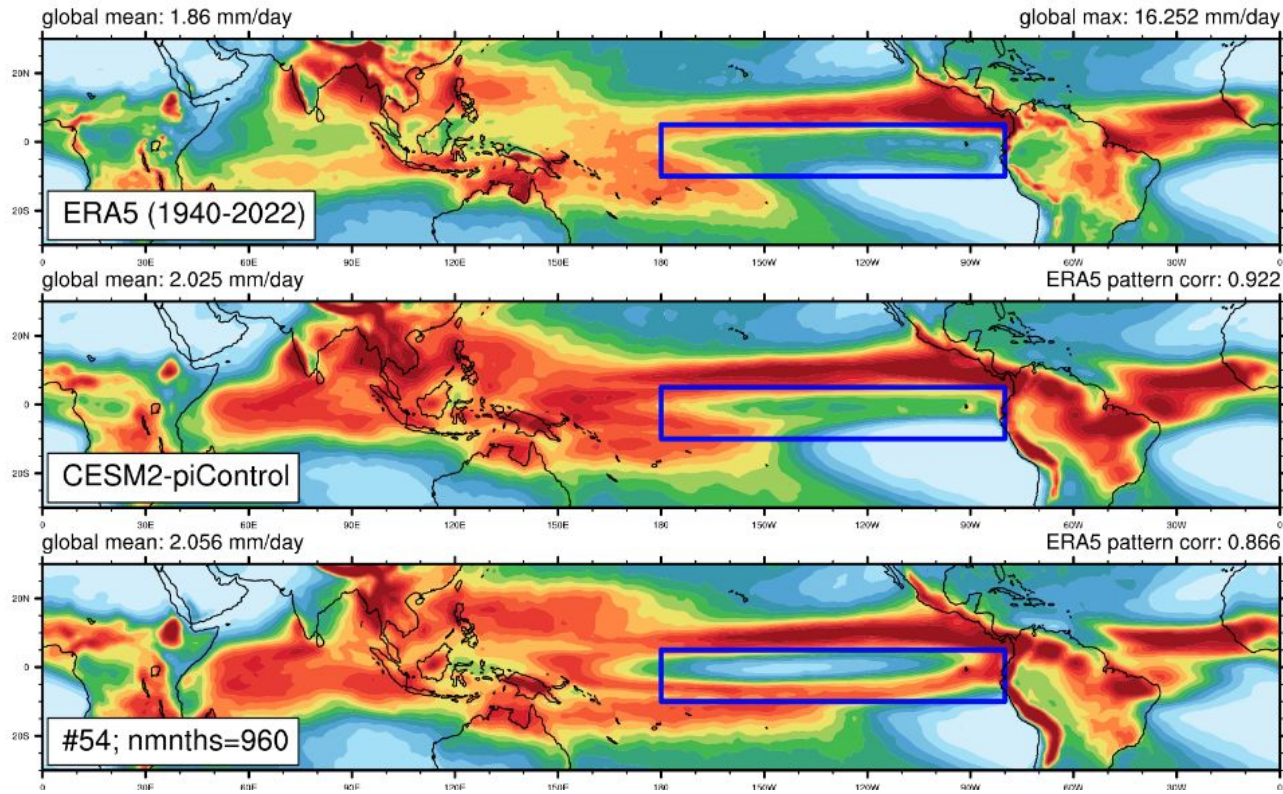 global mean: 1.86 mm/day global max: 16.252 mm/day
20N
0
20S
ERA5 (1940-2022)
0 30E 60E 90E 120E 150E 180 150W 120W 90W 60W 30W 0
global mean: 2.025 mm/day ERA5 pattern corr: 0.922
20N
0
20S
CESM2-piControl
0 30E 60E 90E 120E 150E 180 150W 120W 90W 60W 30W 0
global mean: 2.056 mm/day ERA5 pattern corr: 0.866
20N
0
20S
#54; nmnths=960
0 30E 60E 90E 120E 150E 180 150W 120W 90W 60W 30W 0